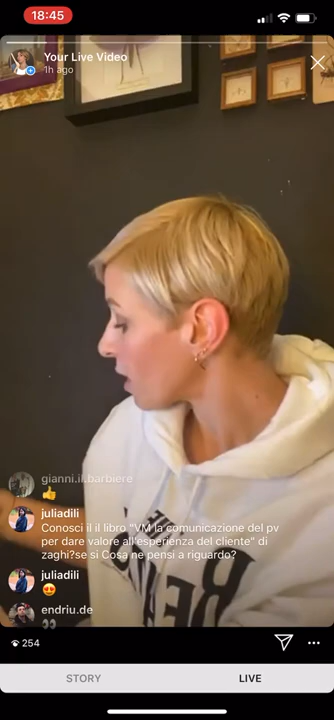 18:45
Your Live Video
1h ago
gianni.il.barbiere
👍
juliadili
Conosci il il libro "VM la comunicazione del pv
per dare valore all'esperienza del cliente" di
zaghi?se si Cosa ne pensi a riguardo?
juliadili
😍
endriu.de
👀
254
STORY
LIVE